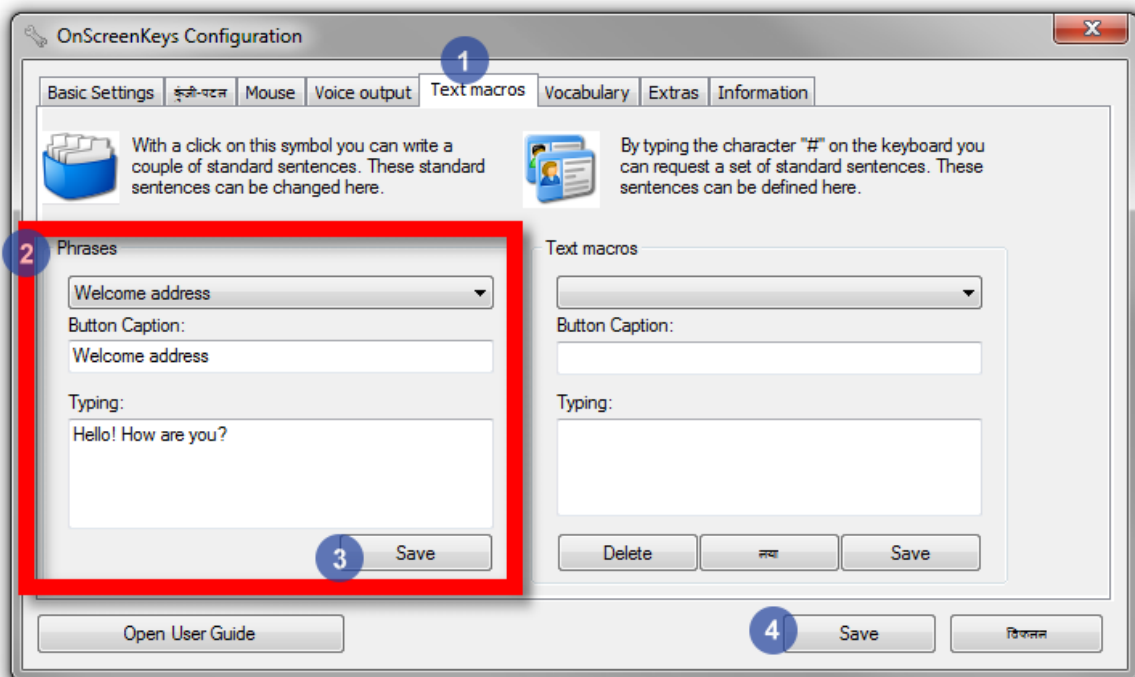 OnScreenKeys Configuration
1
Basic Settings कुंजी-पटल Mouse Voice output Text macros Vocabulary Extras Information
With a click on this symbol you can write a
couple of standard sentences. These standard
sentences can be changed here.
By typing the character "#" on the keyboard you
can request a set of standard sentences. These
sentences can be defined here.
2
Phrases
Welcome address
Button Caption:
Welcome address
Typing:
Hello! How are you?
3
Save
Text macros
Button Caption:
Typing:
Delete नया Save
Open User Guide
4
Save